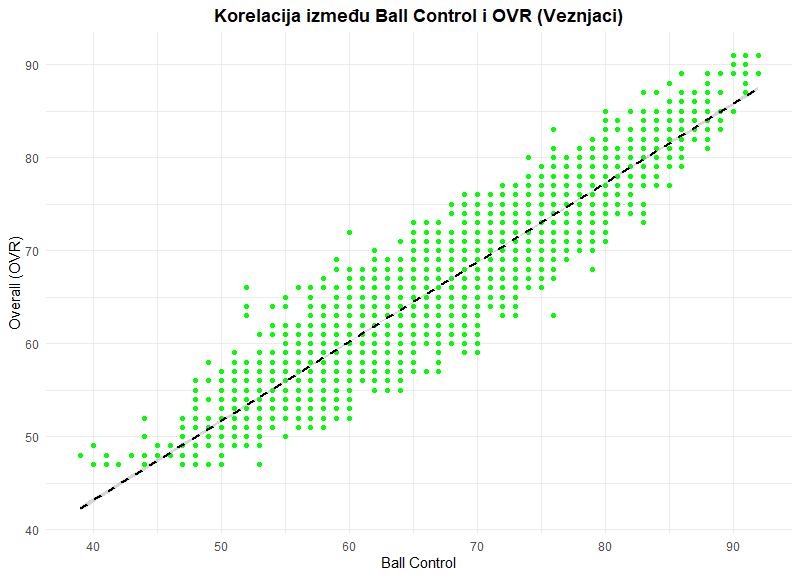 Korelacija između Ball Control i OVR (Veznjaci)
Overall (OVR)
90
80
70
60
50
40
40 50 60 70 80 90
Ball Control